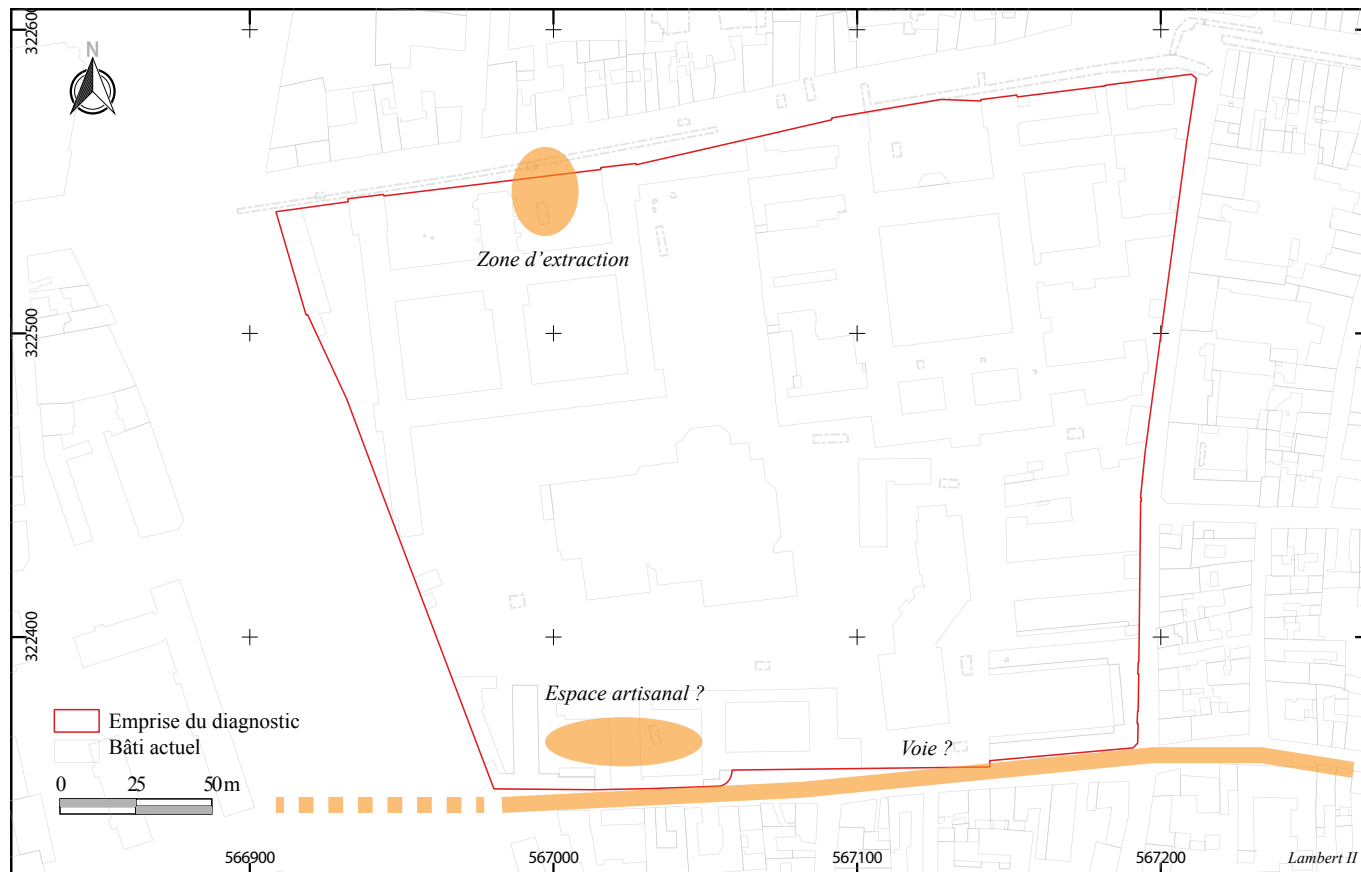 322600
N
Zone d'extraction
322500
322400
Espace artisanal ?
Emprise du diagnostic
Bâti actuel
Voie ?
0 25 50 m
566900 567000 567100 567200
Lambert II